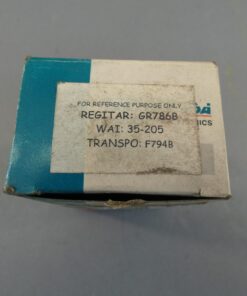 FOR REFERENCE PURPOSE ONLY
REGITAR: GR786B
WAI: 35-205
TRANSPO: F794B